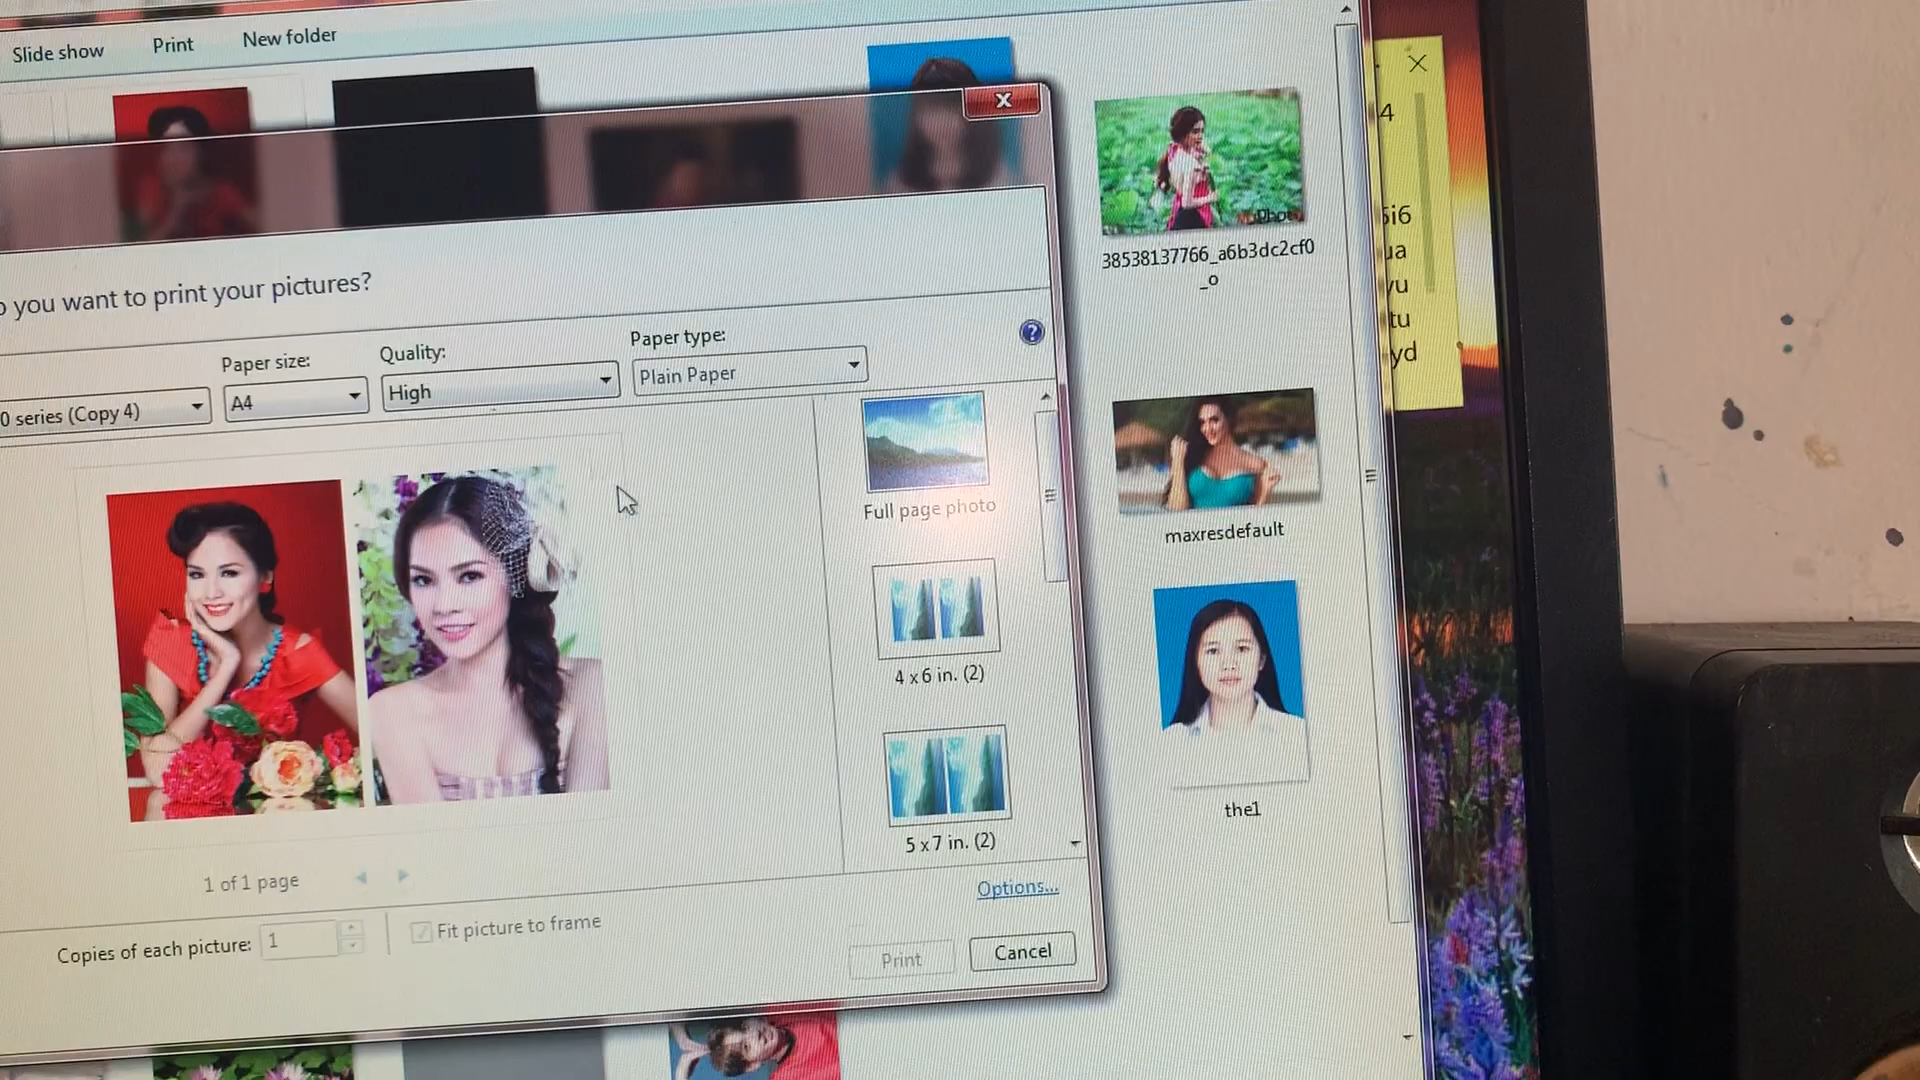 Slide show Print New folder
you want to print your pictures?
Paper size: Quality: Paper type:
0 series (Copy 4) A4 High Plain Paper
Full page photo
4 x 6 in. (2)
5 x 7 in. (2)
1 of 1 page
Options...
Copies of each picture: 1 Fit picture to frame
Print Cancel
38538137766_a6b3dc2cf0
_o
maxresdefault
the1
4
5i6
ua
yu
tu
yd